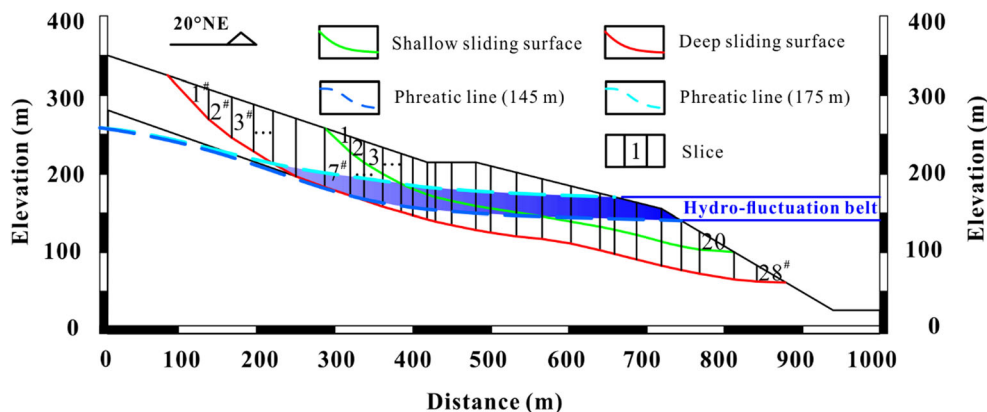 20°NE
Shallow sliding surface
Deep sliding surface
Phreatic line (145 m)
Phreatic line (175 m)
1
Slice
Elevation (m)
400
300
200
100
0
1#
2#
3#
...
7#
...
1
2
3
...
20
28#
Hydro-fluctuation belt
400
300
200
100
0
Elevation (m)
0 100 200 300 400 500 600 700 800 900 1000
Distance (m)